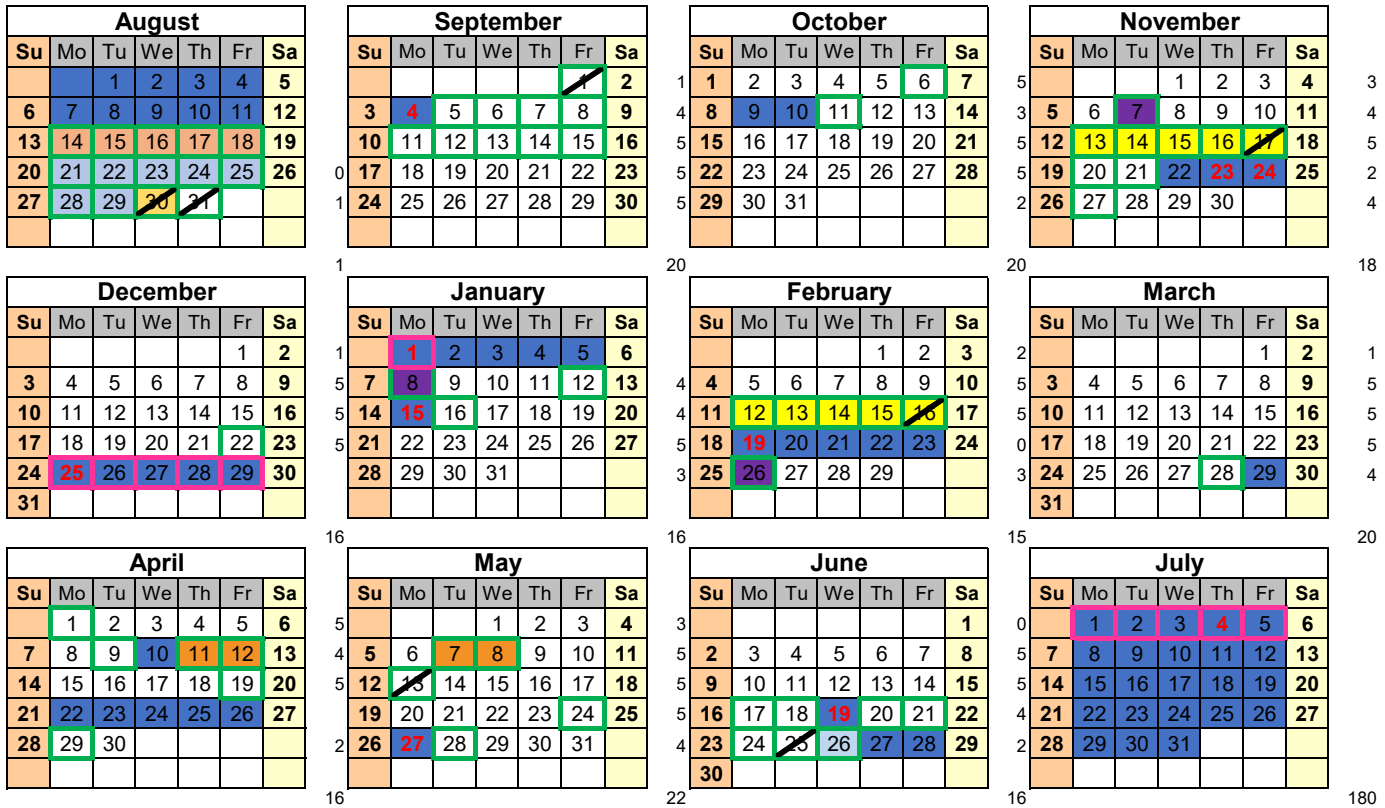 August September October November
Su Mo Tu We Th Fr Sa Su Mo Tu We Th Fr Sa Su Mo Tu We Th Fr Sa Su Mo Tu We Th Fr Sa
1 2 3 4 5 1 2 1 1 2 3 4 5 6 7 5 1 2 3 4 3
6 7 8 9 10 11 12 3 4 5 6 7 8 9 4 8 9 10 11 12 13 14 3 5 6 7 8 9 10 11 4
13 14 15 16 17 18 19 10 11 12 13 14 15 16 5 15 16 17 18 19 20 21 5 12 13 14 15 16 17 18 5
20 21 22 23 24 25 26 0 17 18 19 20 21 22 23 5 22 23 24 25 26 27 28 5 19 20 21 22 23 24 25 2
27 28 29 30 31 1 24 25 26 27 28 29 30 5 29 30 31 2 26 27 28 29 30 4
1 20 20 18
December January February March
Su Mo Tu We Th Fr Sa Su Mo Tu We Th Fr Sa Su Mo Tu We Th Fr Sa Su Mo Tu We Th Fr Sa
1 2 1 1 2 3 4 5 6 1 2 3 2 1 2 1
3 4 5 6 7 8 9 5 7 8 9 10 11 12 13 4 4 5 6 7 8 9 10 5 3 4 5 6 7 8 9 5
10 11 12 13 14 15 16 5 14 15 16 17 18 19 20 4 11 12 13 14 15 16 17 5 10 11 12 13 14 15 16 5
17 18 19 20 21 22 23 5 21 22 23 24 25 26 27 5 18 19 20 21 22 23 24 0 17 18 19 20 21 22 23 5
24 25 26 27 28 29 30 28 29 30 31 3 25 26 27 28 29 3 24 25 26 27 28 29 30 4
31 31
16 16 15 20
April May June July
Su Mo Tu We Th Fr Sa Su Mo Tu We Th Fr Sa Su Mo Tu We Th Fr Sa Su Mo Tu We Th Fr Sa
1 2 3 4 5 6 5 1 2 3 4 3 1 0 1 2 3 4 5 6
7 8 9 10 11 12 13 4 5 6 7 8 9 10 11 5 2 3 4 5 6 7 8 5 7 8 9 10 11 12 13
14 15 16 17 18 19 20 5 12 13 14 15 16 17 18 5 9 10 11 12 13 14 15 5 14 15 16 17 18 19 20
21 22 23 24 25 26 27 19 20 21 22 23 24 25 5 16 17 18 19 20 21 22 4 21 22 23 24 25 26 27
28 29 30 2 26 27 28 29 30 31 4 23 24 25 26 27 28 29 2 28 29 30 31
30
16 22 16 180